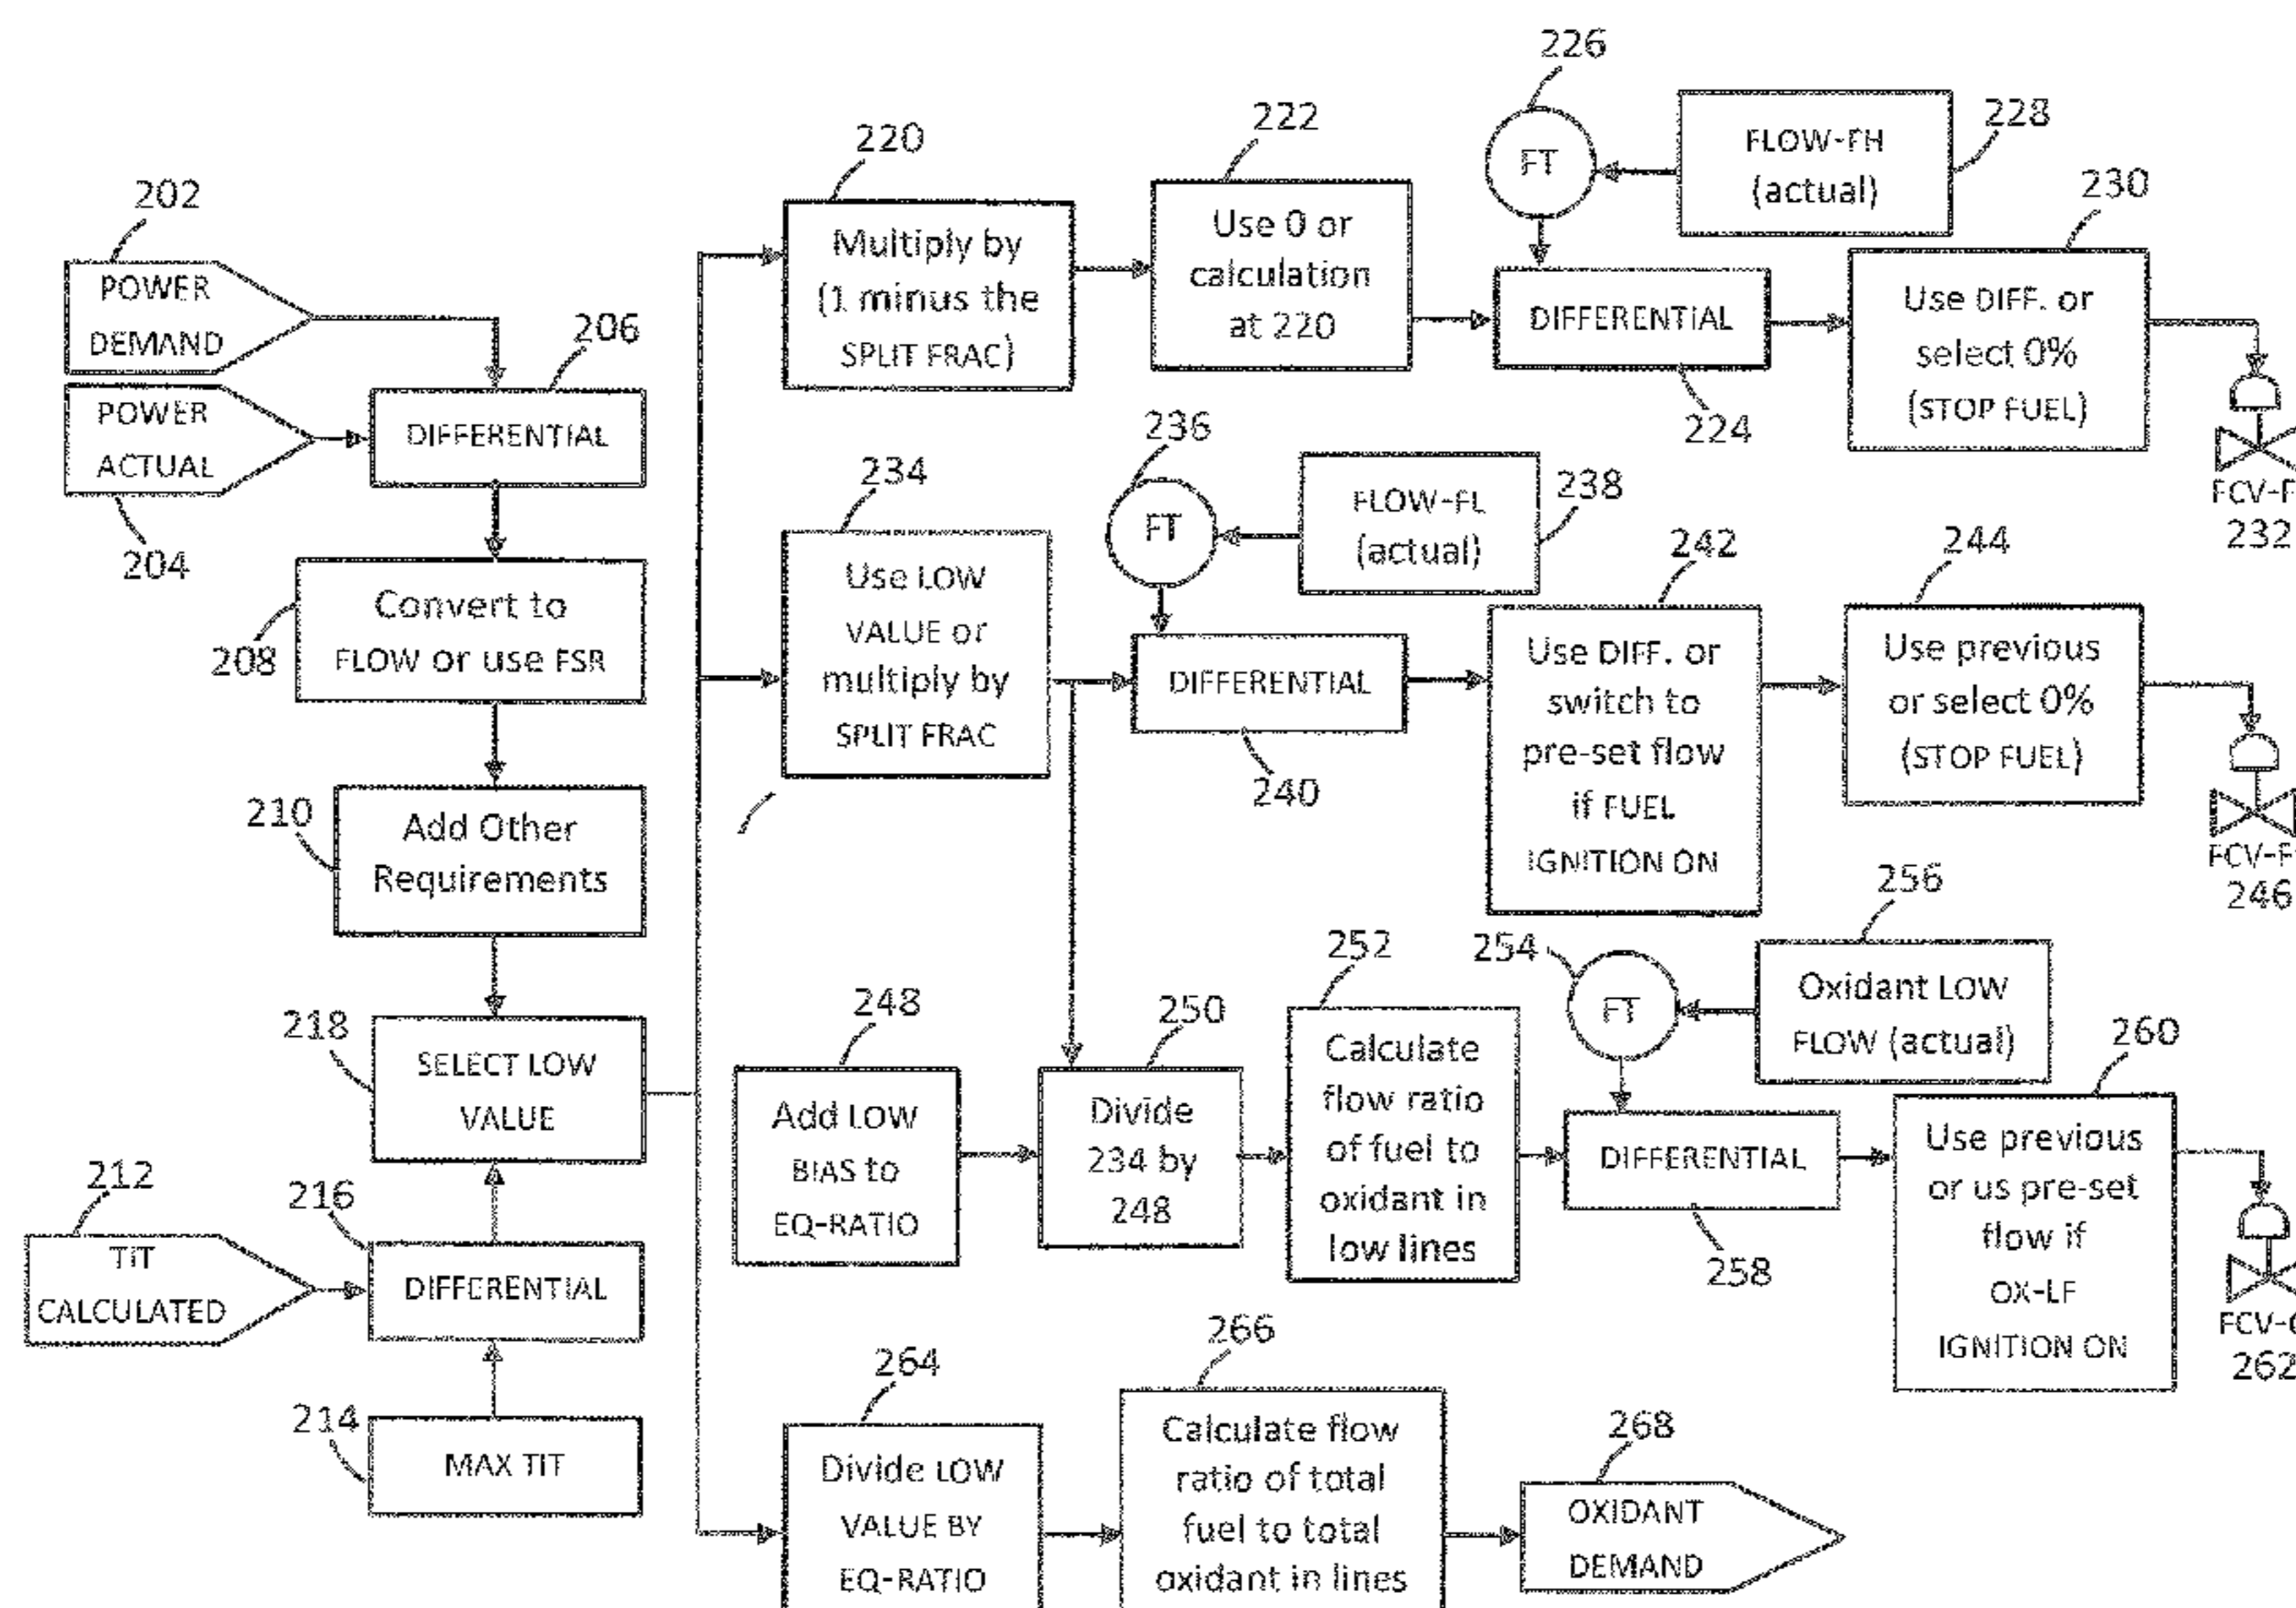 226
228
FT
FLOW-FH
(actual)
220
222
230
Multiply by
(1 minus the
SPLIT FRAC)
Use 0 or
calculation
at 220
DIFFERENTIAL
224
Use DIFF. or
select 0%
(STOP FUEL)
FCV-F
232
202
POWER
DEMAND
206
POWER
ACTUAL
204
DIFFERENTIAL
208
Convert to
FLOW or use FSR
210
Add Other
Requirements
218
SELECT LOW
VALUE
212
TIT
CALCULATED
216
DIFFERENTIAL
214
MAX TIT
234
Use LOW
VALUE or
multiply by
SPLIT FRAC
236
FT
FLOW-FL
(actual)
238
DIFFERENTIAL
240
242
Use DIFF. or
switch to
pre-set flow
if FUEL
IGNITION ON
244
Use previous
or select 0%
(STOP FUEL)
FCV-F
246
248
Add LOW
BIAS to
EQ-RATIO
250
Divide
234 by
248
252
Calculate
flow ratio
of fuel to
oxidant in
low lines
254
FT
256
Oxidant LOW
FLOW (actual)
DIFFERENTIAL
258
260
Use previous
or us pre-set
flow if
OX-LF
IGNITION ON
FCV-
262
264
Divide LOW
VALUE BY
EQ-RATIO
266
Calculate flow
ratio of total
fuel to total
oxidant in lines
268
OXIDANT
DEMAND